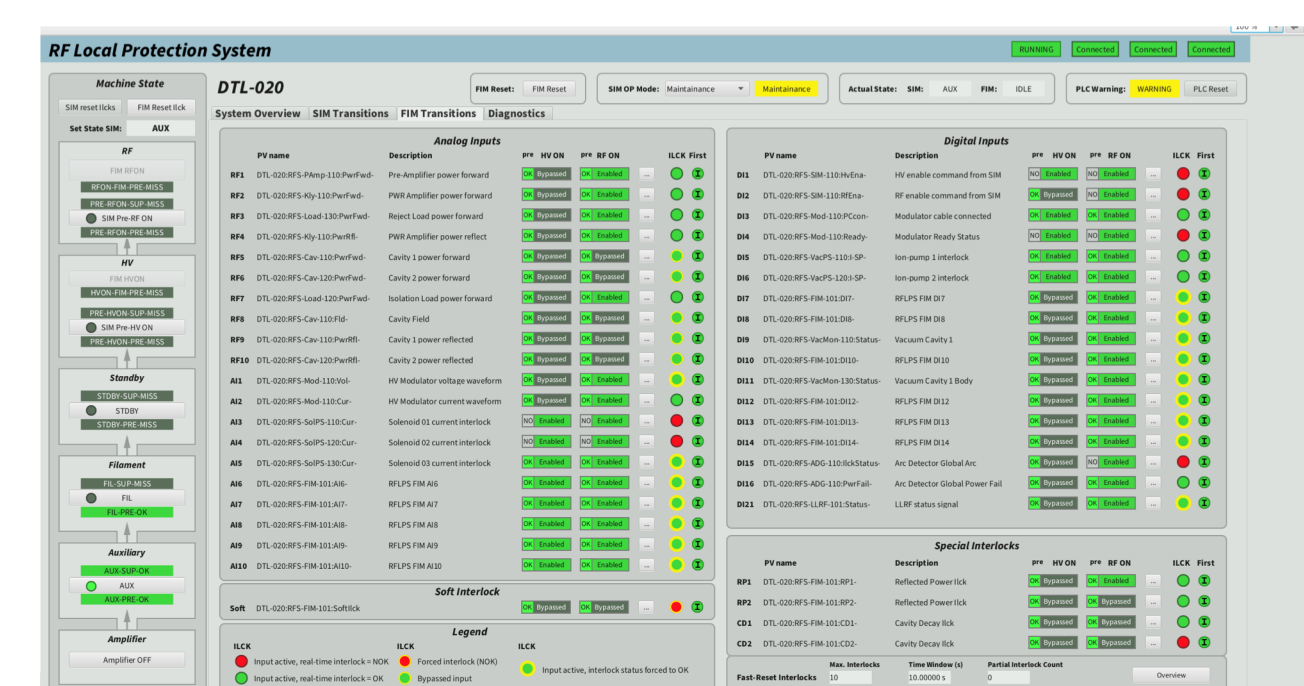 100 %
RF Local Protection System
RUNNING Connected Connected Connected
Machine State
SIM reset Ilcks FIM Reset Ilck
Set State SIM: AUX
RF
FIM RFON
RFON-FIM-PRE-MISS
PRE-RFON-SUP-MISS
SIM Pre-RF ON
PRE-RFON-PRE-MISS
HV
FIM HVON
HVON-FIM-PRE-MISS
PRE-HVON-SUP-MISS
SIM Pre-HV ON
PRE-HVON-PRE-MISS
Standby
STDBY-SUP-MISS
STDBY
STDBY-PRE-MISS
Filament
FIL-SUP-MISS
FIL
FIL-PRE-OK
Auxiliary
AUX-SUP-OK
AUX
AUX-PRE-OK
Amplifier
Amplifier OFF
DTL-020
FIM Reset: FIM Reset
SIM OP Mode: Maintainance Maintainance
Actual State: SIM: AUX FIM: IDLE
PLC Warning: WARNING PLC Reset
System Overview SIM Transitions FIM Transitions Diagnostics
Analog Inputs
PV name Description pre HV ON pre RF ON ILCK First
RF1 DTL-020:RFS-PAmp-110:PwrFwd- Pre-Amplifier power forward OK Bypassed OK Enabled ... I
RF2 DTL-020:RFS-Kly-110:PwrFwd- PWR Amplifier power forward OK Bypassed OK Enabled ... I
RF3 DTL-020:RFS-Load-130:PwrFwd- Reject Load power forward OK Bypassed OK Enabled ... I
RF4 DTL-020:RFS-Kly-110:PwrRfl- PWR Amplifier power reflect OK Bypassed OK Enabled ... I
RF5 DTL-020:RFS-Cav-110:PwrFwd- Cavity 1 power forward OK Bypassed OK Bypassed ... I
RF6 DTL-020:RFS-Cav-120:PwrFwd- Cavity 2 power forward OK Bypassed OK Bypassed ... I
RF7 DTL-020:RFS-Load-120:PwrFwd- Isolation Load power forward OK Bypassed OK Enabled ... I
RF8 DTL-020:RFS-Cav-110:Fld- Cavity Field OK Bypassed OK Bypassed ... I
RF9 DTL-020:RFS-Cav-110:PwrRfl- Cavity 1 power reflected OK Bypassed OK Enabled ... I
RF10 DTL-020:RFS-Cav-120:PwrRfl- Cavity 2 power reflected OK Bypassed OK Bypassed ... I
AI1 DTL-020:RFS-Mod-110:Vol- HV Modulator voltage waveform OK Bypassed OK Enabled ... I
AI2 DTL-020:RFS-Mod-110:Cur- HV Modulator current waveform OK Bypassed OK Enabled ... I
AI3 DTL-020:RFS-SolPS-110:Cur- Solenoid 01 current interlock NO Enabled NO Enabled ... I
AI4 DTL-020:RFS-SolPS-120:Cur- Solenoid 02 current interlock NO Enabled NO Enabled ... I
AI5 DTL-020:RFS-SolPS-130:Cur- Solenoid 03 current interlock OK Enabled OK Enabled ... I
AI6 DTL-020:RFS-FIM-101:AI6- RFLPS FIM AI6 OK Enabled OK Enabled ... I
AI7 DTL-020:RFS-FIM-101:AI7- RFLPS FIM AI7 OK Enabled OK Enabled ... I
AI8 DTL-020:RFS-FIM-101:AI8- RFLPS FIM AI8 OK Enabled OK Enabled ... I
AI9 DTL-020:RFS-FIM-101:AI9- RFLPS FIM AI9 OK Enabled OK Enabled ... I
AI10 DTL-020:RFS-FIM-101:AI10- RFLPS FIM AI10 OK Enabled OK Enabled ... I
Soft Interlock
Soft DTL-020:RFS-FIM-101:SoftIlck OK Bypassed OK Bypassed ... I
Legend
ILCK ILCK ILCK
Input active, real-time interlock = NOK Forced interlock (NOK) Input active, interlock status forced to OK
Input active, real-time interlock = OK Bypassed input
Digital Inputs
PV name Description pre HV ON pre RF ON ILCK First
DI1 DTL-020:RFS-SIM-110:HvEna- HV enable command from SIM NO Enabled NO Enabled ... I
DI2 DTL-020:RFS-SIM-110:RfEna- RF enable command from SIM OK Bypassed NO Enabled ... I
DI3 DTL-020:RFS-Mod-110:PCcon- Modulator cable connected OK Enabled OK Enabled ... I
DI4 DTL-020:RFS-Mod-110:Ready- Modulator Ready Status NO Enabled NO Enabled ... I
DI5 DTL-020:RFS-VacPS-110:I-SP- Ion-pump 1 interlock OK Enabled OK Enabled ... I
DI6 DTL-020:RFS-VacPS-120:I-SP- Ion-pump 2 interlock OK Enabled OK Enabled ... I
DI7 DTL-020:RFS-FIM-101:DI7- RFLPS FIM DI7 OK Bypassed OK Enabled ... I
DI8 DTL-020:RFS-FIM-101:DI8- RFLPS FIM DI8 OK Bypassed OK Enabled ... I
DI9 DTL-020:RFS-VacMon-110:Status- Vacuum Cavity 1 OK Bypassed OK Enabled ... I
DI10 DTL-020:RFS-FIM-101:DI10- RFLPS FIM DI10 OK Bypassed OK Enabled ... I
DI11 DTL-020:RFS-VacMon-130:Status- Vacuum Cavity 1 Body OK Bypassed OK Enabled ... I
DI12 DTL-020:RFS-FIM-101:DI12- RFLPS FIM DI12 OK Bypassed OK Enabled ... I
DI13 DTL-020:RFS-FIM-101:DI13- RFLPS FIM DI13 OK Bypassed OK Enabled ... I
DI14 DTL-020:RFS-FIM-101:DI14- RFLPS FIM DI14 OK Bypassed OK Enabled ... I
DI15 DTL-020:RFS-ADG-110:IlckStatus- Arc Detector Global Arc OK Bypassed NO Enabled ... I
DI16 DTL-020:RFS-ADG-110:PwrFail- Arc Detector Global Power Fail OK Bypassed OK Enabled ... I
DI21 DTL-020:RFS-LLRF-101:Status- LLRF status signal OK Bypassed OK Enabled ... I
Special Interlocks
PV name Description pre HV ON pre RF ON ILCK First
RP1 DTL-020:RFS-FIM-101:RP1- Reflected Power Ilck OK Bypassed OK Enabled ... I
RP2 DTL-020:RFS-FIM-101:RP2- Reflected Power Ilck OK Bypassed OK Bypassed ... I
CD1 DTL-020:RFS-FIM-101:CD1- Cavity Decay Ilck OK Bypassed OK Bypassed ... I
CD2 DTL-020:RFS-FIM-101:CD2- Cavity Decay Ilck OK Bypassed OK Bypassed ... I
Max. Interlocks Time Window (s) Partial Interlock Count
Fast-Reset Interlocks 10 10.00000 s 0 Overview